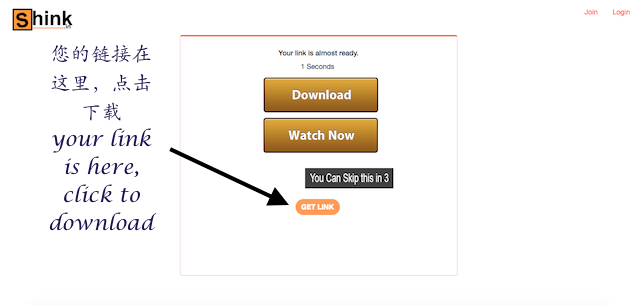 Shink
Join
Login
您的链接在
这里，点击
下载
your link
is here,
click to
download
Your link is almost ready.
1 Seconds
Download
Watch Now
You Can Skip this in 3
GET LINK